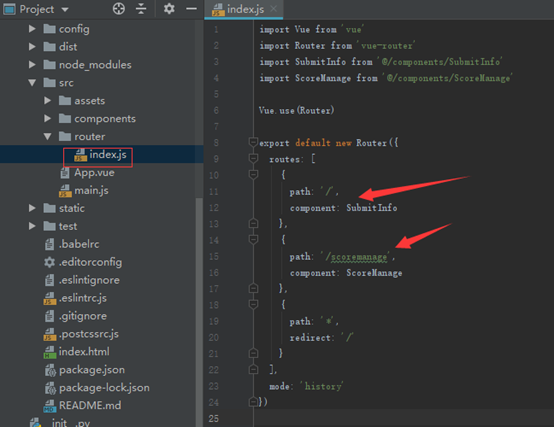 Project
config
dist
node_modules
src
assets
components
router
index.js
App.vue
main.js
static
test
.babelrc
.editorconfig
.eslintignore
.eslintrc.js
.gitignore
.postcssrc.js
index.html
package.json
package-lock.json
README.md
__init__.py
index.js
1 import Vue from 'vue'
2 import Router from 'vue-router'
3 import SubmitInfo from '@/components/SubmitInfo'
4 import ScoreManage from '@/components/ScoreManage'
5
6 Vue.use(Router)
7
8 export default new Router({
9 routes: [
10 {
11 path: '/',
12 component: SubmitInfo
13 },
14 {
15 path: '/scoremanage',
16 component: ScoreManage
17 },
18 {
19 path: '*',
20 redirect: '/'
21 }
22 ],
23 mode: 'history'
24 })
25